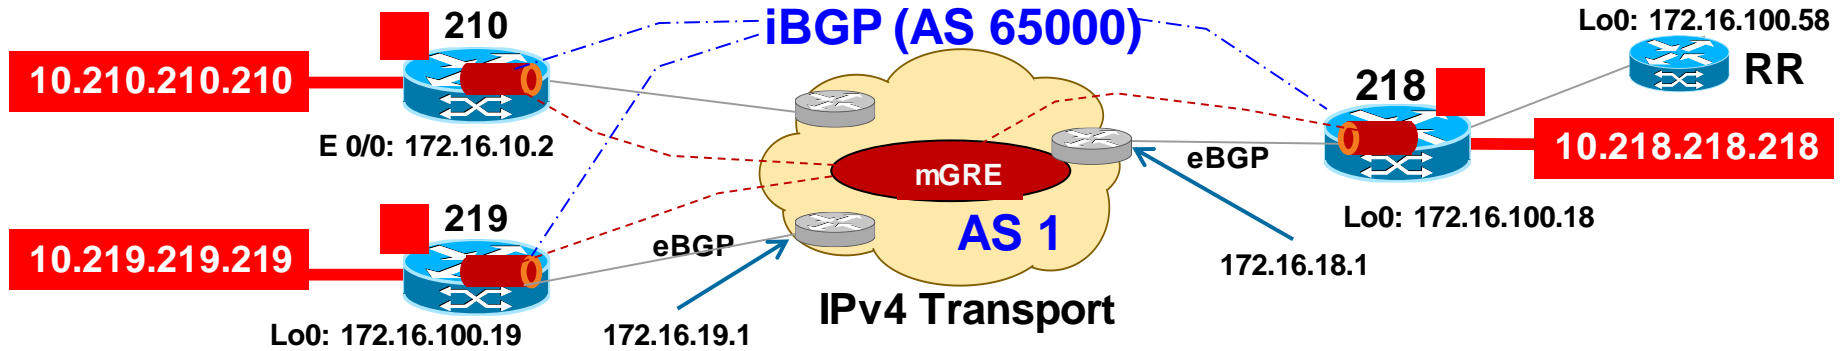 210
iBGP (AS 65000)
Lo0: 172.16.100.58
10.210.210.210
218
RR
E 0/0: 172.16.10.2
eBGP
10.218.218.218
mGRE
219
Lo0: 172.16.100.18
10.219.219.219
eBGP
AS 1
172.16.18.1
IPv4 Transport
Lo0: 172.16.100.19
172.16.19.1